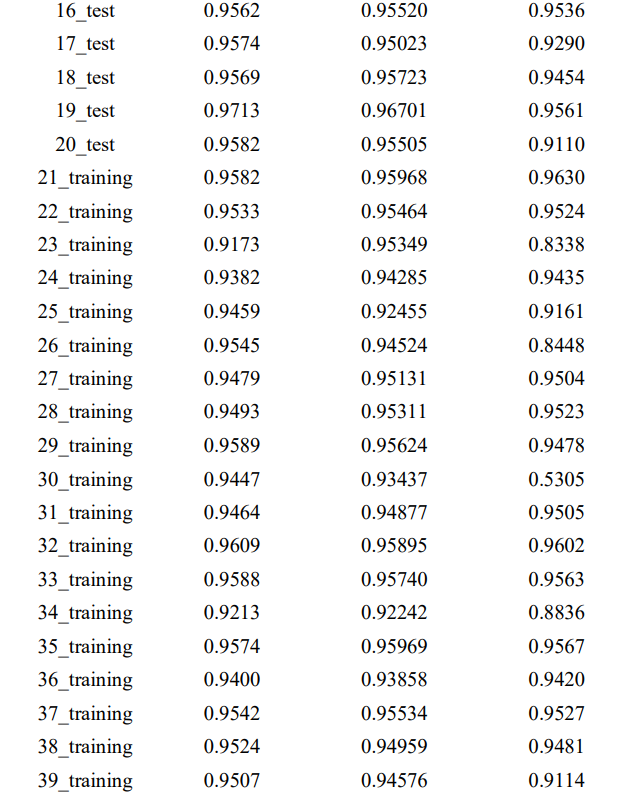 16_test 0.9562 0.95520 0.9536
17_test 0.9574 0.95023 0.9290
18_test 0.9569 0.95723 0.9454
19_test 0.9713 0.96701 0.9561
20_test 0.9582 0.95505 0.9110
21_training 0.9582 0.95968 0.9630
22_training 0.9533 0.95464 0.9524
23_training 0.9173 0.95349 0.8338
24_training 0.9382 0.94285 0.9435
25_training 0.9459 0.92455 0.9161
26_training 0.9545 0.94524 0.8448
27_training 0.9479 0.95131 0.9504
28_training 0.9493 0.95311 0.9523
29_training 0.9589 0.95624 0.9478
30_training 0.9447 0.93437 0.5305
31_training 0.9464 0.94877 0.9505
32_training 0.9609 0.95895 0.9602
33_training 0.9588 0.95740 0.9563
34_training 0.9213 0.92242 0.8836
35_training 0.9574 0.95969 0.9567
36_training 0.9400 0.93858 0.9420
37_training 0.9542 0.95534 0.9527
38_training 0.9524 0.94959 0.9481
39_training 0.9507 0.94576 0.9114